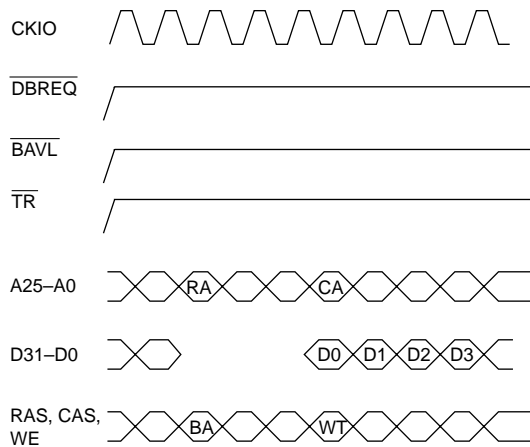 CKIO
DBREQ
BAVL
TR
A25–A0 RA CA
D31–D0 D0 D1 D2 D3
RAS, CAS,
WE BA WT